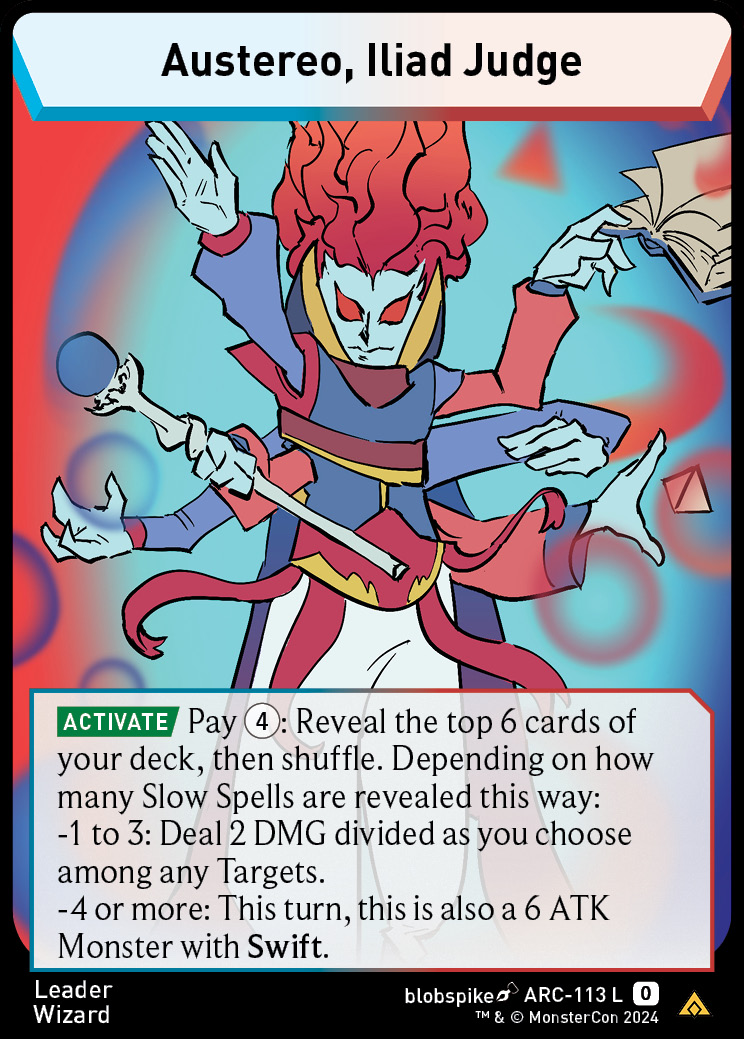 Austereo, Iliad Judge
ACTIVATE Pay 4: Reveal the top 6 cards of
your deck, then shuffle. Depending on how
many Slow Spells are revealed this way:
-1 to 3: Deal 2 DMG divided as you choose
among any Targets.
-4 or more: This turn, this is also a 6 ATK
Monster with Swift.
Leader
Wizard
blobspike ARC-113 L 0
™ & © MonsterCon 2024